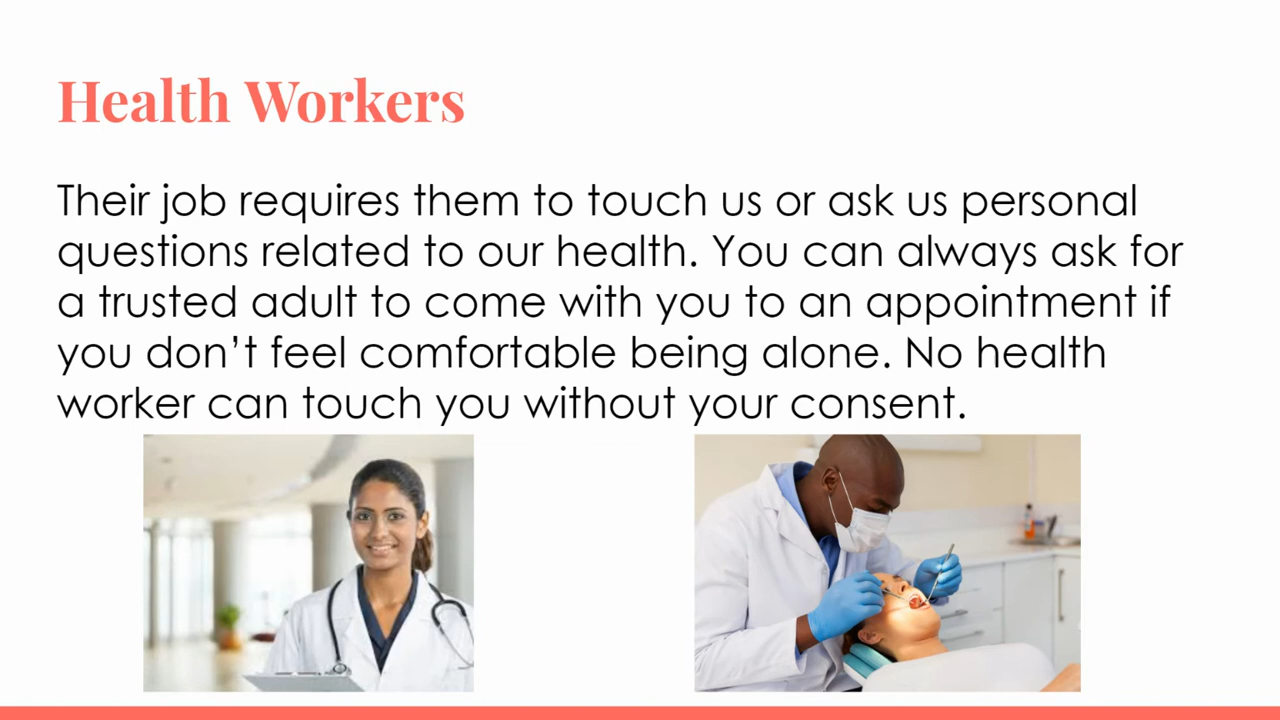 Health Workers
Their job requires them to touch us or ask us personal
questions related to our health. You can always ask for
a trusted adult to come with you to an appointment if
you don’t feel comfortable being alone. No health
worker can touch you without your consent.